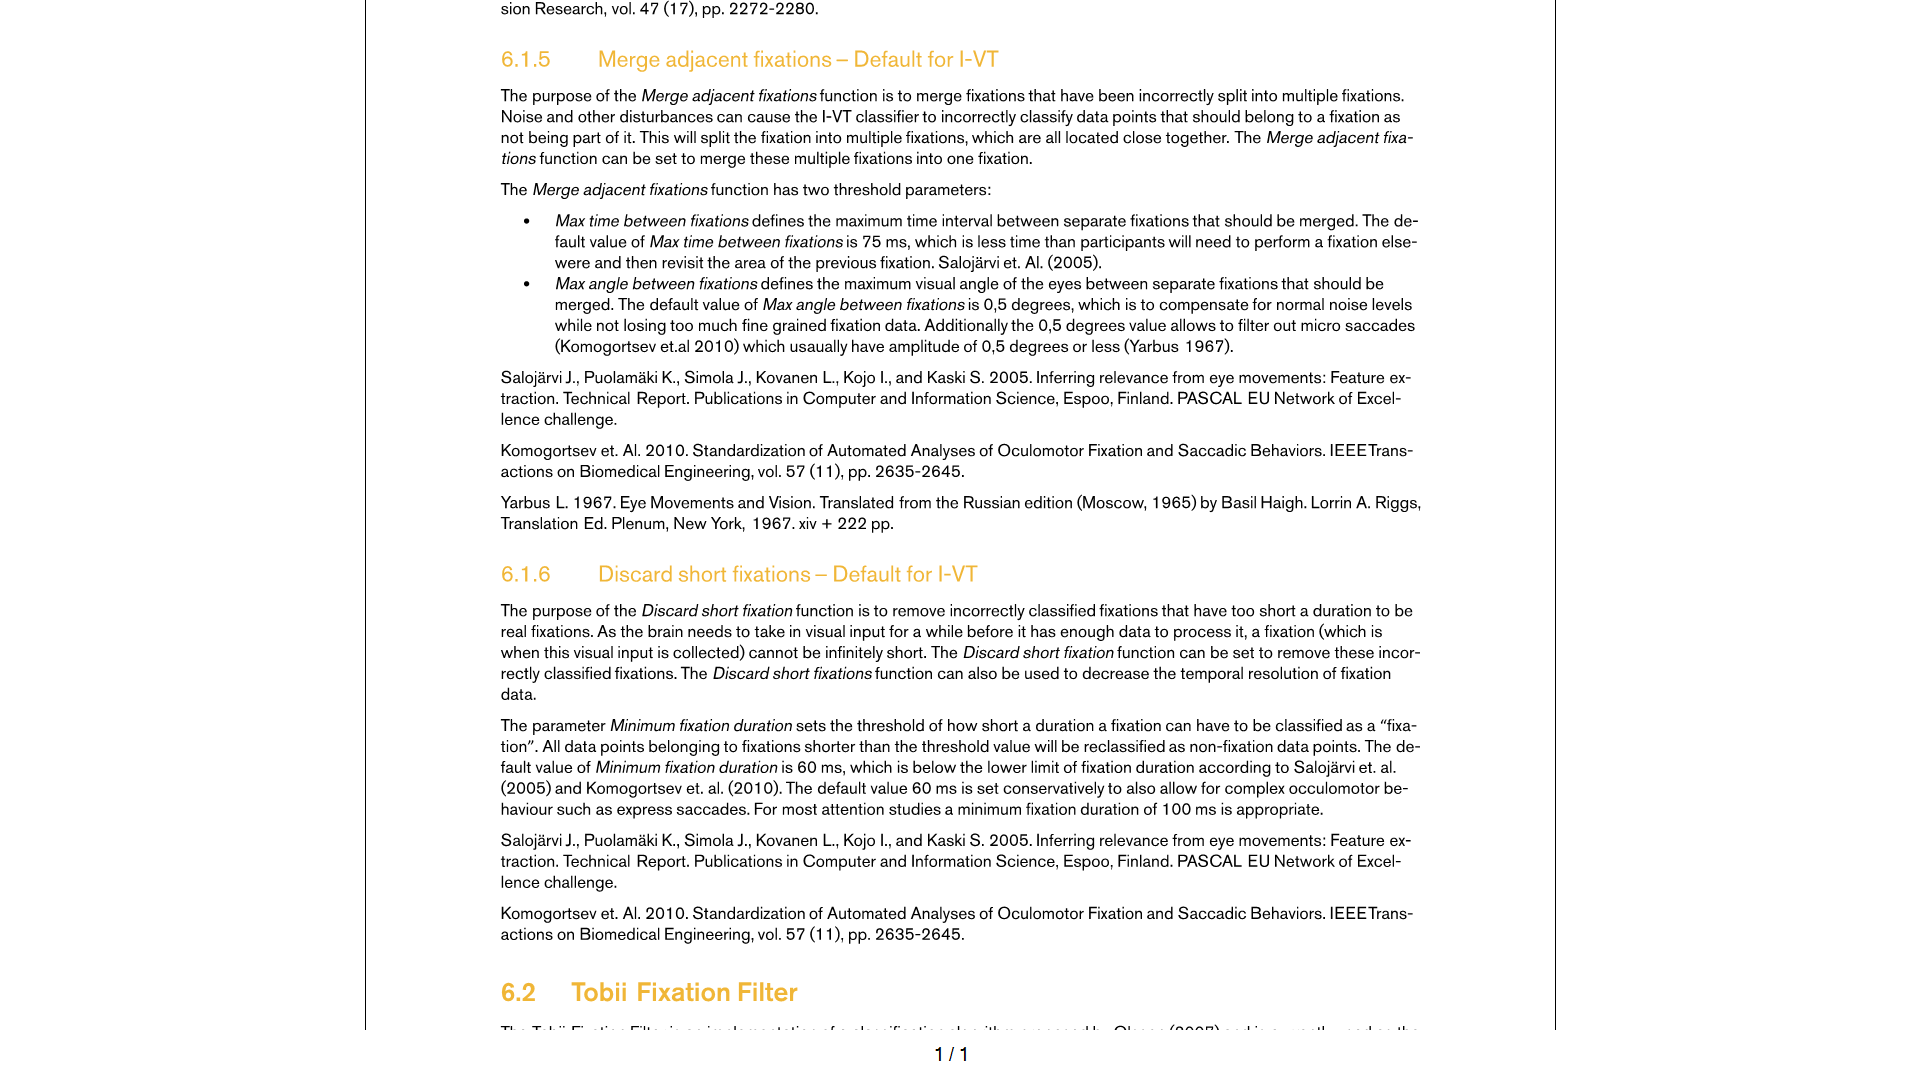 sion Research, vol. 47 (17), pp. 2272-2280.
6.1.5 Merge adjacent fixations – Default for I-VT
The purpose of the Merge adjacent fixations function is to merge fixations that have been incorrectly split into multiple fixations.
Noise and other disturbances can cause the I-VT classifier to incorrectly classify data points that should belong to a fixation as
not being part of it. This will split the fixation into multiple fixations, which are all located close together. The Merge adjacent fixa-
tions function can be set to merge these multiple fixations into one fixation.
The Merge adjacent fixations function has two threshold parameters:
• Max time between fixations defines the maximum time interval between separate fixations that should be merged. The de-
fault value of Max time between fixations is 75 ms, which is less time than participants will need to perform a fixation else-
were and then revisit the area of the previous fixation. Salojärvi et. Al. (2005).
• Max angle between fixations defines the maximum visual angle of the eyes between separate fixations that should be
merged. The default value of Max angle between fixations is 0,5 degrees, which is to compensate for normal noise levels
while not losing too much fine grained fixation data. Additionally the 0,5 degrees value allows to filter out micro saccades
(Komogortsev et.al 2010) which usaually have amplitude of 0,5 degrees or less (Yarbus 1967).
Salojärvi J., Puolamäki K., Simola J., Kovanen L., Kojo I., and Kaski S. 2005. Inferring relevance from eye movements: Feature ex-
traction. Technical Report. Publications in Computer and Information Science, Espoo, Finland. PASCAL EU Network of Excel-
lence challenge.
Komogortsev et. Al. 2010. Standardization of Automated Analyses of Oculomotor Fixation and Saccadic Behaviors. IEEE Trans-
actions on Biomedical Engineering, vol. 57 (11), pp. 2635-2645.
Yarbus L. 1967. Eye Movements and Vision. Translated from the Russian edition (Moscow, 1965) by Basil Haigh. Lorrin A. Riggs,
Translation Ed. Plenum, New York, 1967. xiv + 222 pp.
6.1.6 Discard short fixations – Default for I-VT
The purpose of the Discard short fixation function is to remove incorrectly classified fixations that have too short a duration to be
real fixations. As the brain needs to take in visual input for a while before it has enough data to process it, a fixation (which is
when this visual input is collected) cannot be infinitely short. The Discard short fixation function can be set to remove these incor-
rectly classified fixations. The Discard short fixations function can also be used to decrease the temporal resolution of fixation
data.
The parameter Minimum fixation duration sets the threshold of how short a duration a fixation can have to be classified as a “fixa-
tion”. All data points belonging to fixations shorter than the threshold value will be reclassified as non-fixation data points. The de-
fault value of Minimum fixation duration is 60 ms, which is below the lower limit of fixation duration according to Salojärvi et. al.
(2005) and Komogortsev et. al. (2010). The default value 60 ms is set conservatively to also allow for complex occulomotor be-
haviour such as express saccades. For most attention studies a minimum fixation duration of 100 ms is appropriate.
Salojärvi J., Puolamäki K., Simola J., Kovanen L., Kojo I., and Kaski S. 2005. Inferring relevance from eye movements: Feature ex-
traction. Technical Report. Publications in Computer and Information Science, Espoo, Finland. PASCAL EU Network of Excel-
lence challenge.
Komogortsev et. Al. 2010. Standardization of Automated Analyses of Oculomotor Fixation and Saccadic Behaviors. IEEE Trans-
actions on Biomedical Engineering, vol. 57 (11), pp. 2635-2645.
6.2 Tobii Fixation Filter
1 / 1